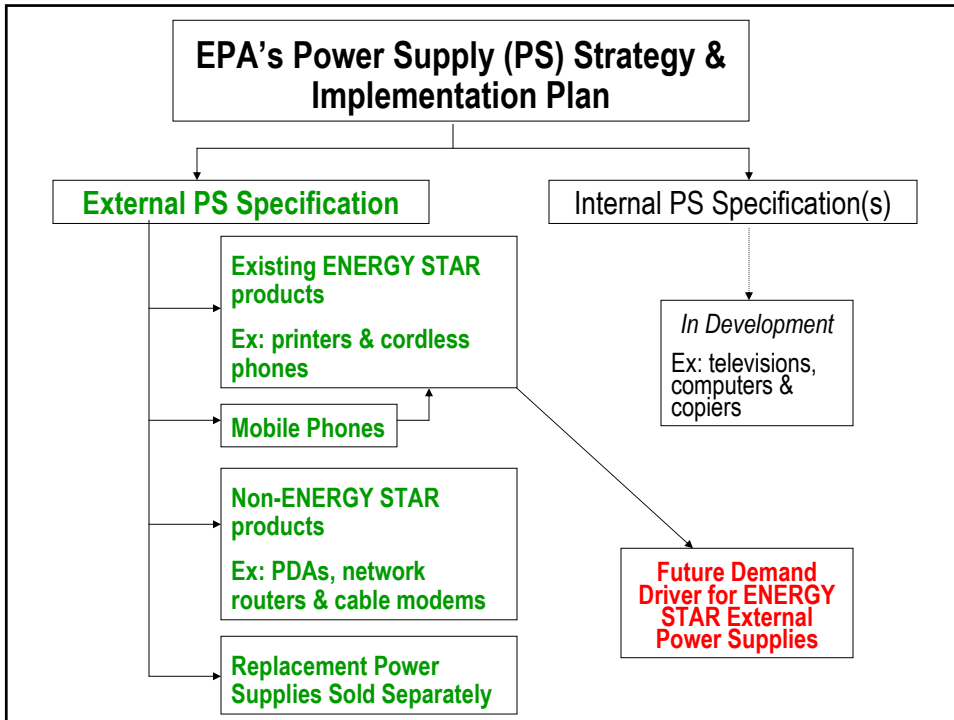 EPA’s Power Supply (PS) Strategy &
Implementation Plan
External PS Specification
Internal PS Specification(s)
Existing ENERGY STAR
products
Ex: printers & cordless
phones
Mobile Phones
Non-ENERGY STAR
products
Ex: PDAs, network
routers & cable modems
Replacement Power
Supplies Sold Separately
In Development
Ex: televisions,
computers &
copiers
Future Demand
Driver for ENERGY
STAR External
Power Supplies